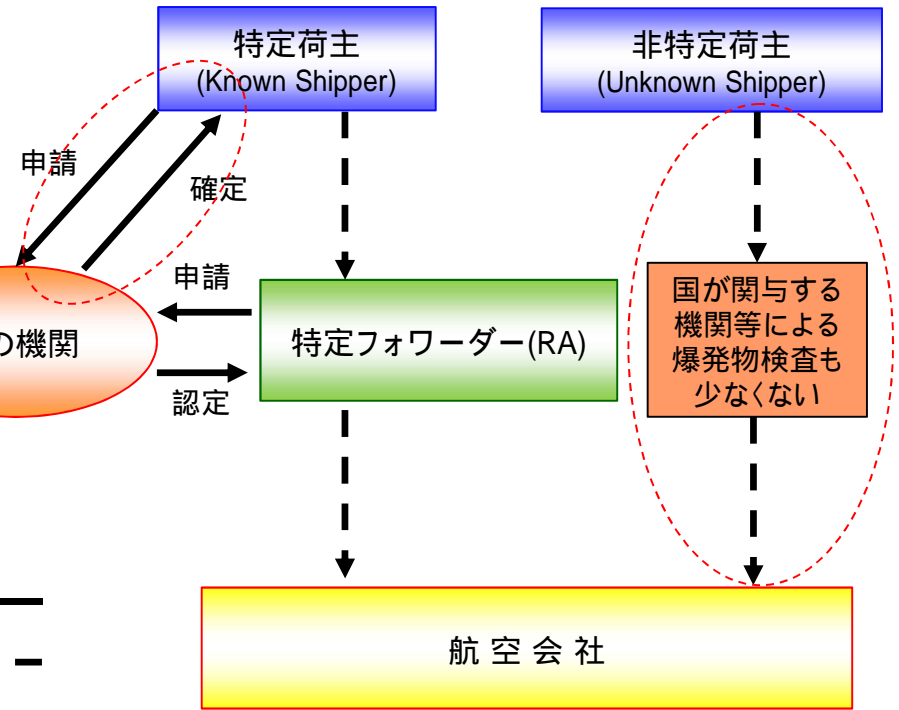 特定荷主
(Known Shipper)
非特定荷主
(Unknown Shipper)
申請
確定
申請
の機関
特定フォワーダー(RA)
国が関与する
機関等による
爆発物検査も
少なくない
認定
航空会社